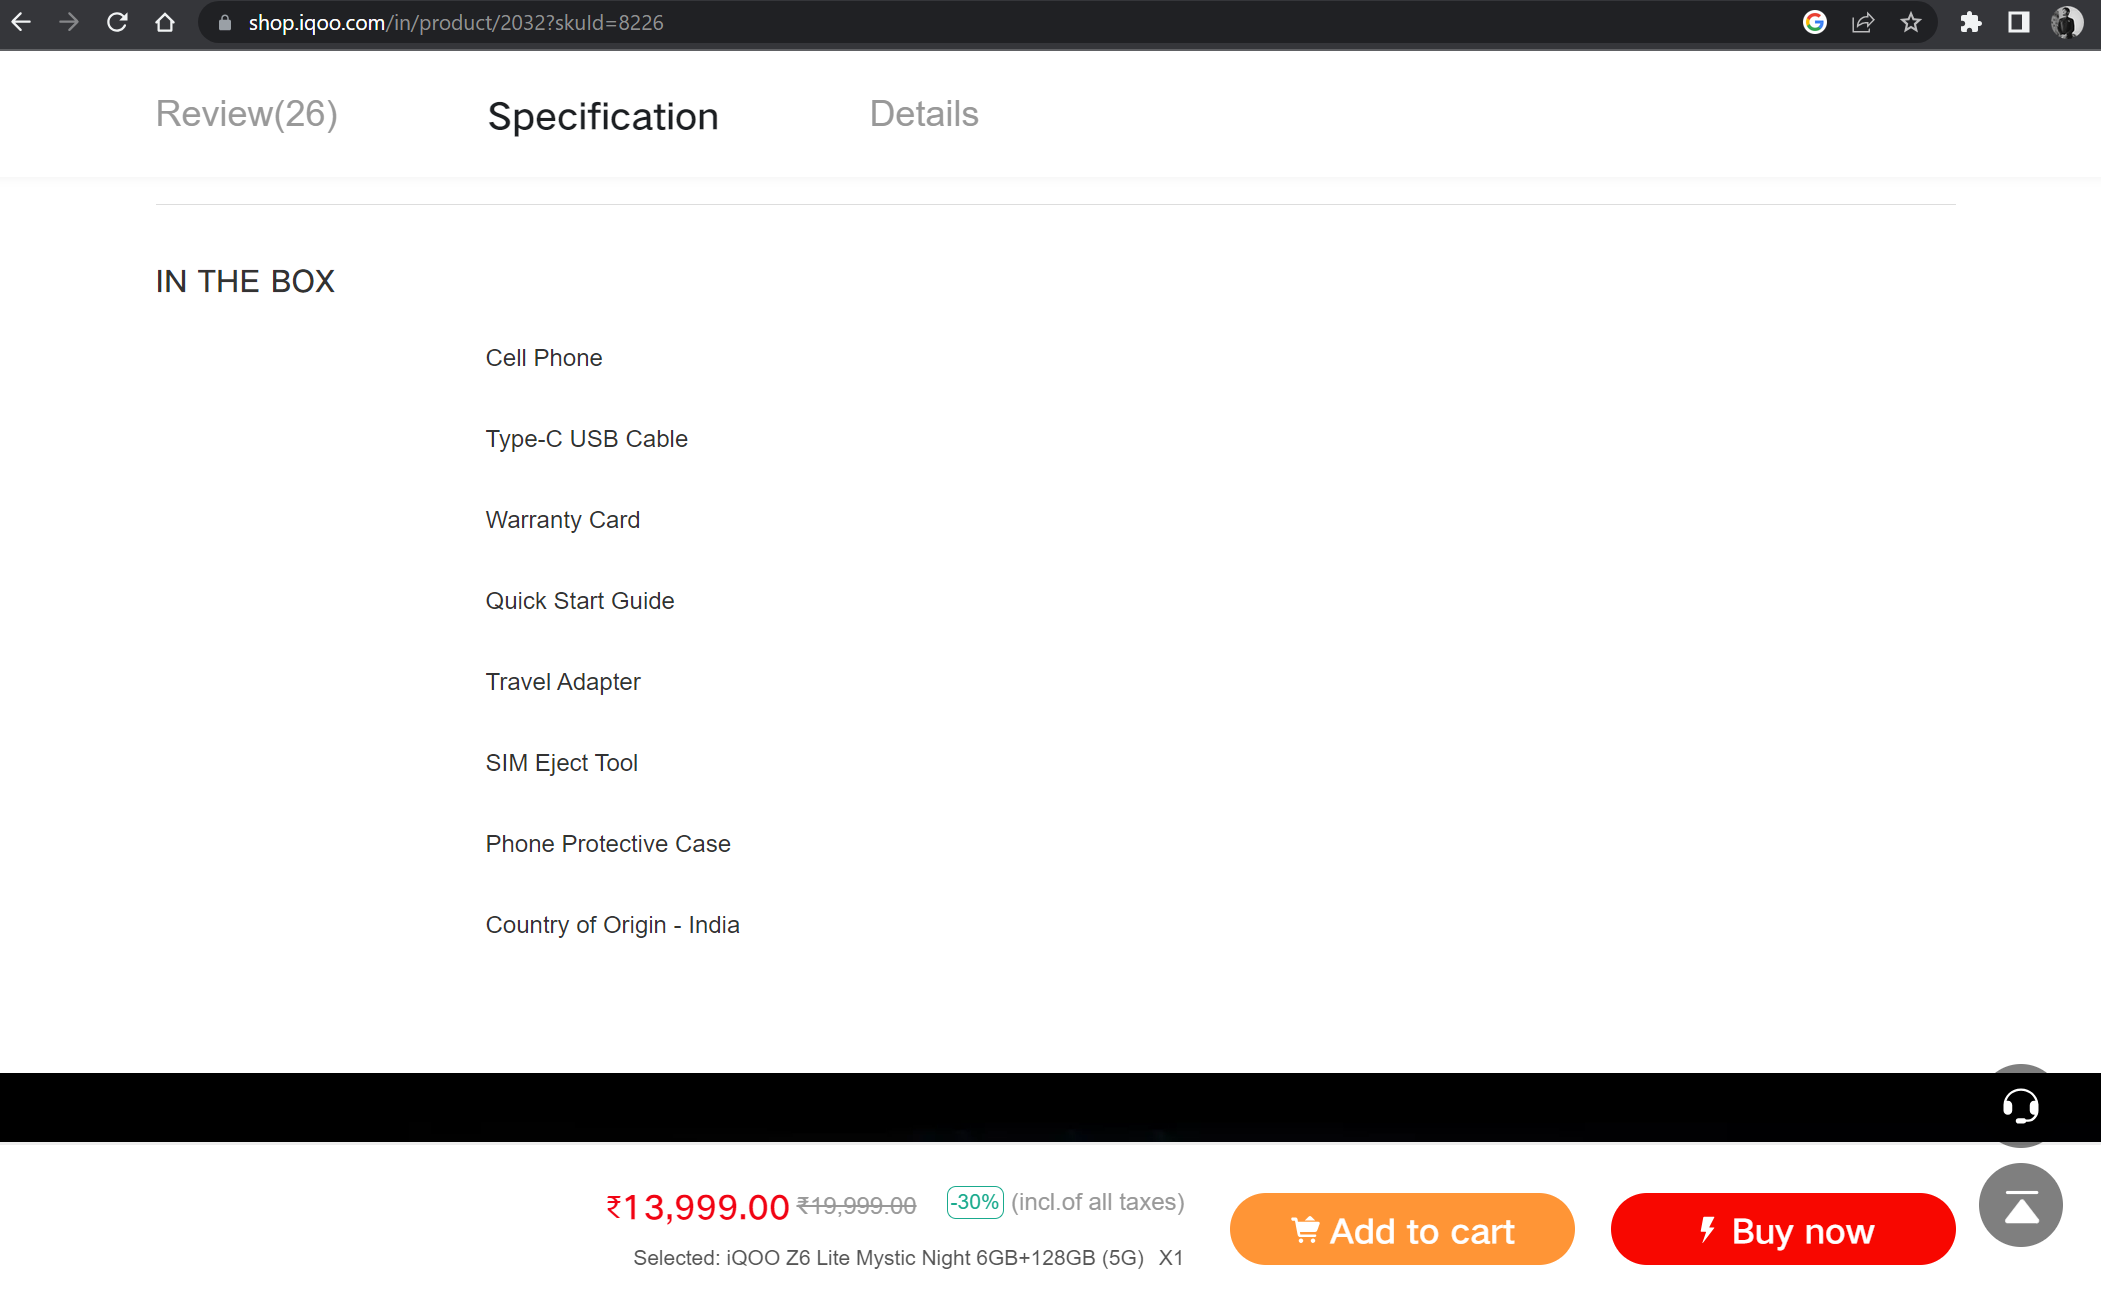 shop.iqoo.com/in/product/2032?skuId=8226
Review(26) Specification Details
IN THE BOX
Cell Phone
Type-C USB Cable
Warranty Card
Quick Start Guide
Travel Adapter
SIM Eject Tool
Phone Protective Case
Country of Origin - India
₹13,999.00 ₹19,999.00 -30% (incl.of all taxes)
Selected: iQOO Z6 Lite Mystic Night 6GB+128GB (5G) X1
Add to cart
Buy now